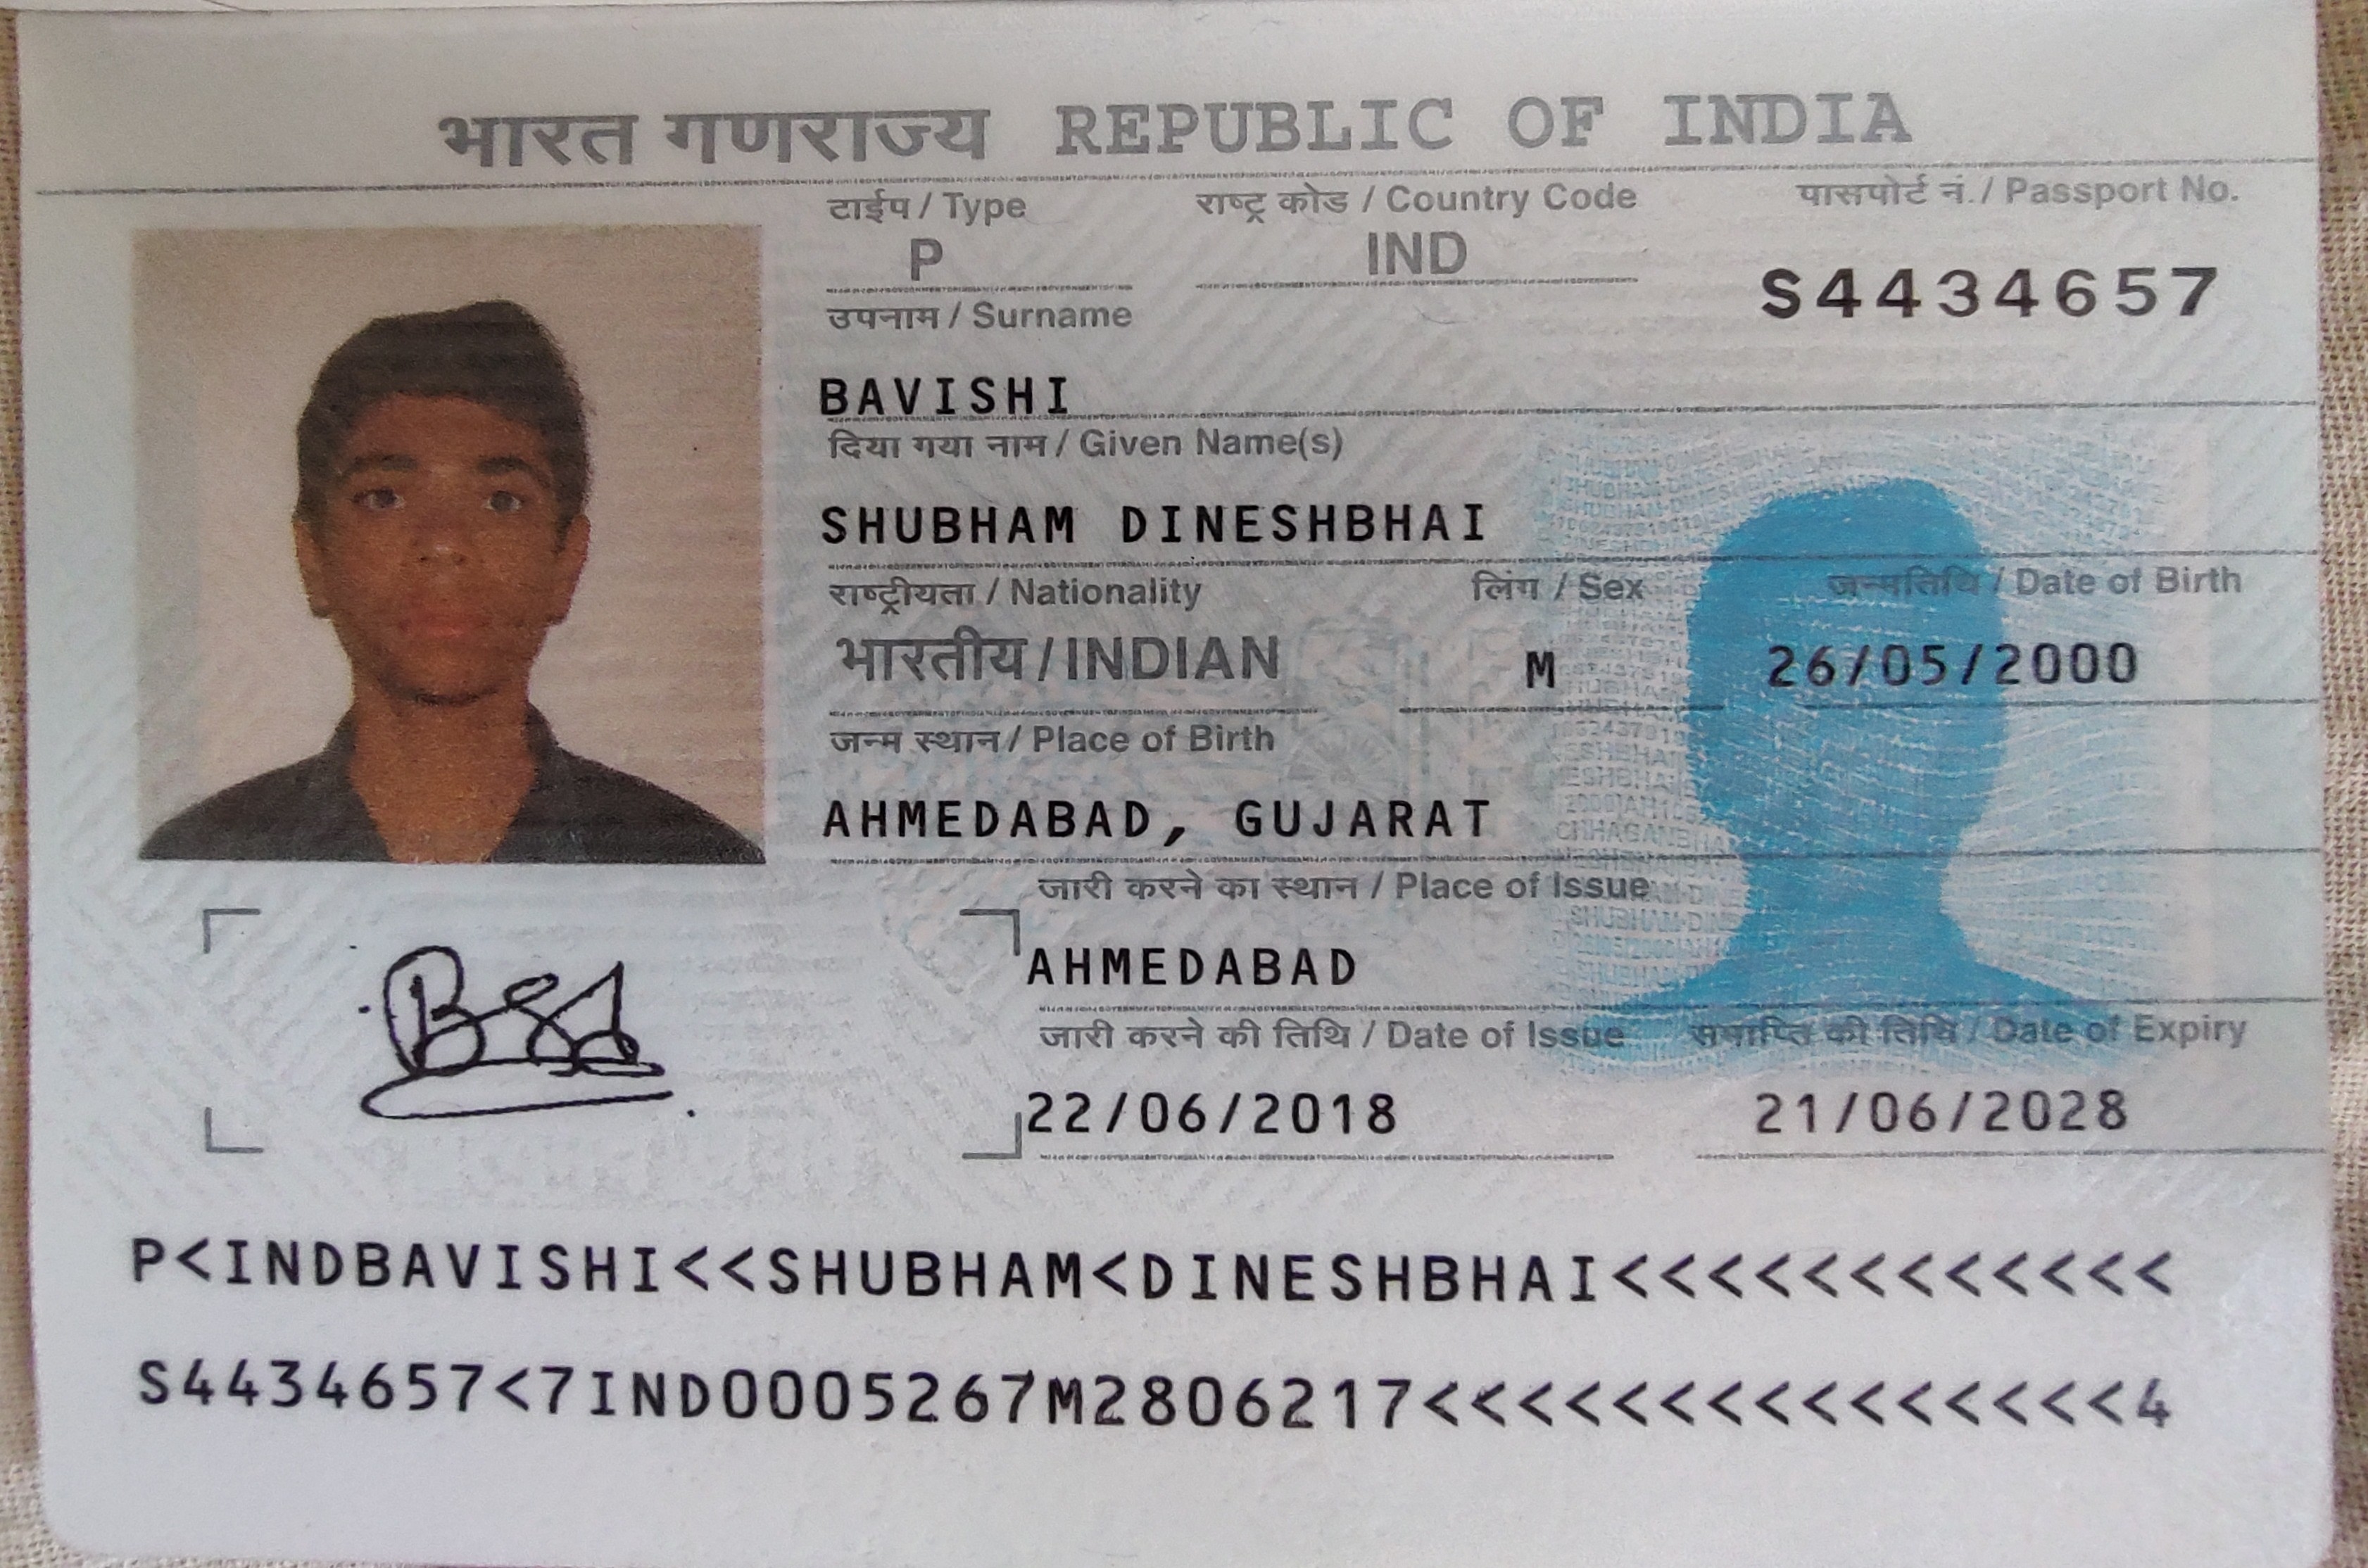 भारत गणराज्य REPUBLIC OF INDIA
टाईप / Type राष्ट्र कोड / Country Code पासपोर्ट नं. / Passport No.
P IND S4434657
उपनाम / Surname
BAVISHI
दिया गया नाम / Given Name(s)
SHUBHAM DINESHBHAI
राष्ट्रीयता / Nationality लिंग / Sex जन्मतिथि / Date of Birth
भारतीय / INDIAN M 26/05/2000
जन्म स्थान / Place of Birth
AHMEDABAD, GUJARAT
जारी करने का स्थान / Place of Issue
AHMEDABAD
जारी करने की तिथि / Date of Issue समाप्ति की तिथि / Date of Expiry
22/06/2018 21/06/2028
P<INDBAVISHI<<SHUBHAM<DINESHBHAI<<<<<<<<<<<<
S4434657<7IND0005267M2806217<<<<<<<<<<<<<<<4